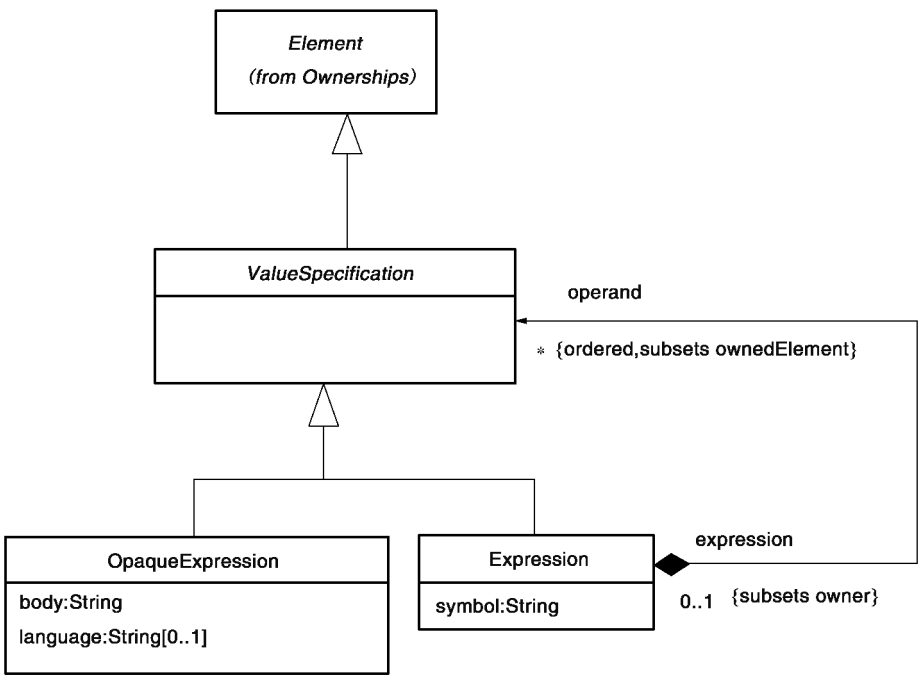 Element
(from Ownerships)
ValueSpecification
operand
* {ordered,subsets ownedElement}
OpaqueExpression
body:String
language:String[0..1]
Expression
symbol:String
expression
0..1 {subsets owner}